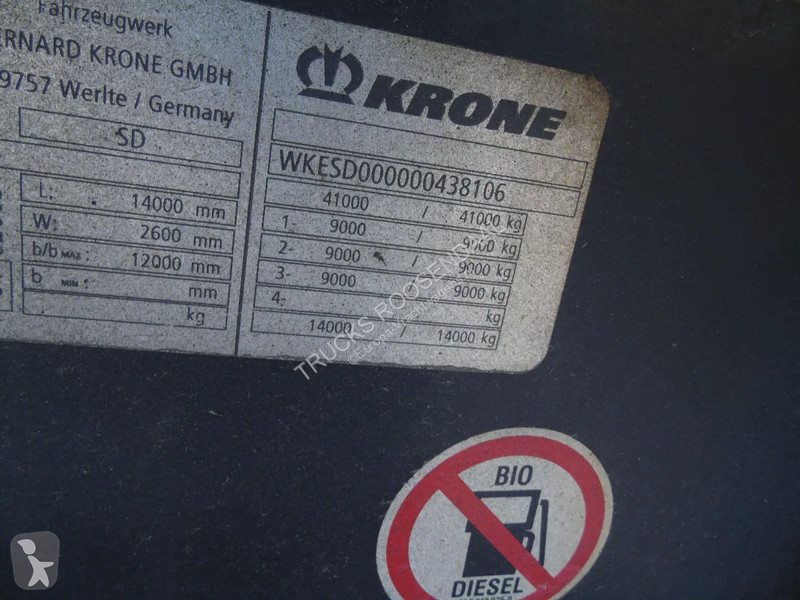 Fahrzeugwerk
ERNARD KRONE GMBH
9757 Werlte / Germany
SD
L: 14000 mm
W: 2600 mm
b/b MAX: 12000 mm
b MIN: mm
kg
KRONE
WKESD000000438106
41000 / 41000 kg
1- 9000 / 9000 kg
2- 9000 / 9000 kg
3- 9000 / 9000 kg
4- kg
14000 / 14000 kg
TRUCKS ROOSENDAAL
BIO
DIESEL